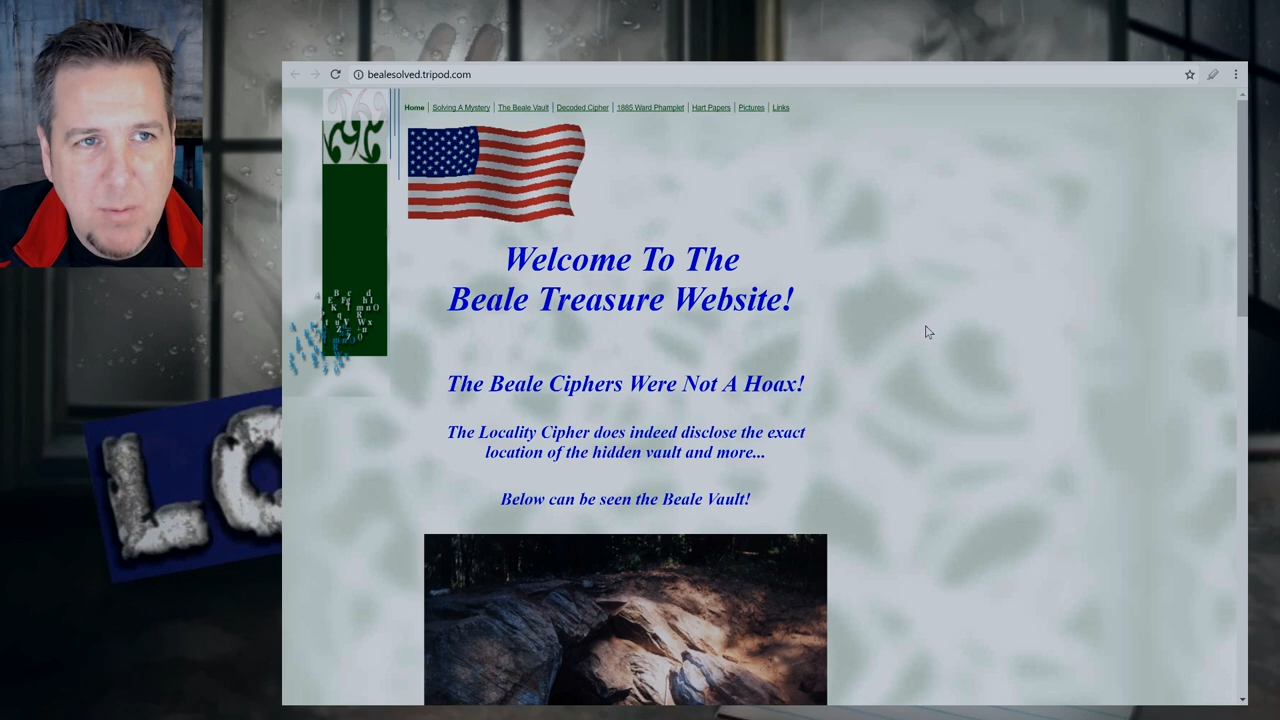 bealesolved.tripod.com
Home | Solving A Mystery | The Beale Vault | Decoded Cipher | 1885 Ward Phamplet | Hart Papers | Pictures | Links
Welcome To The
Beale Treasure Website!
The Beale Ciphers Were Not A Hoax!
The Locality Cipher does indeed disclose the exact
location of the hidden vault and more...
Below can be seen the Beale Vault!
LO